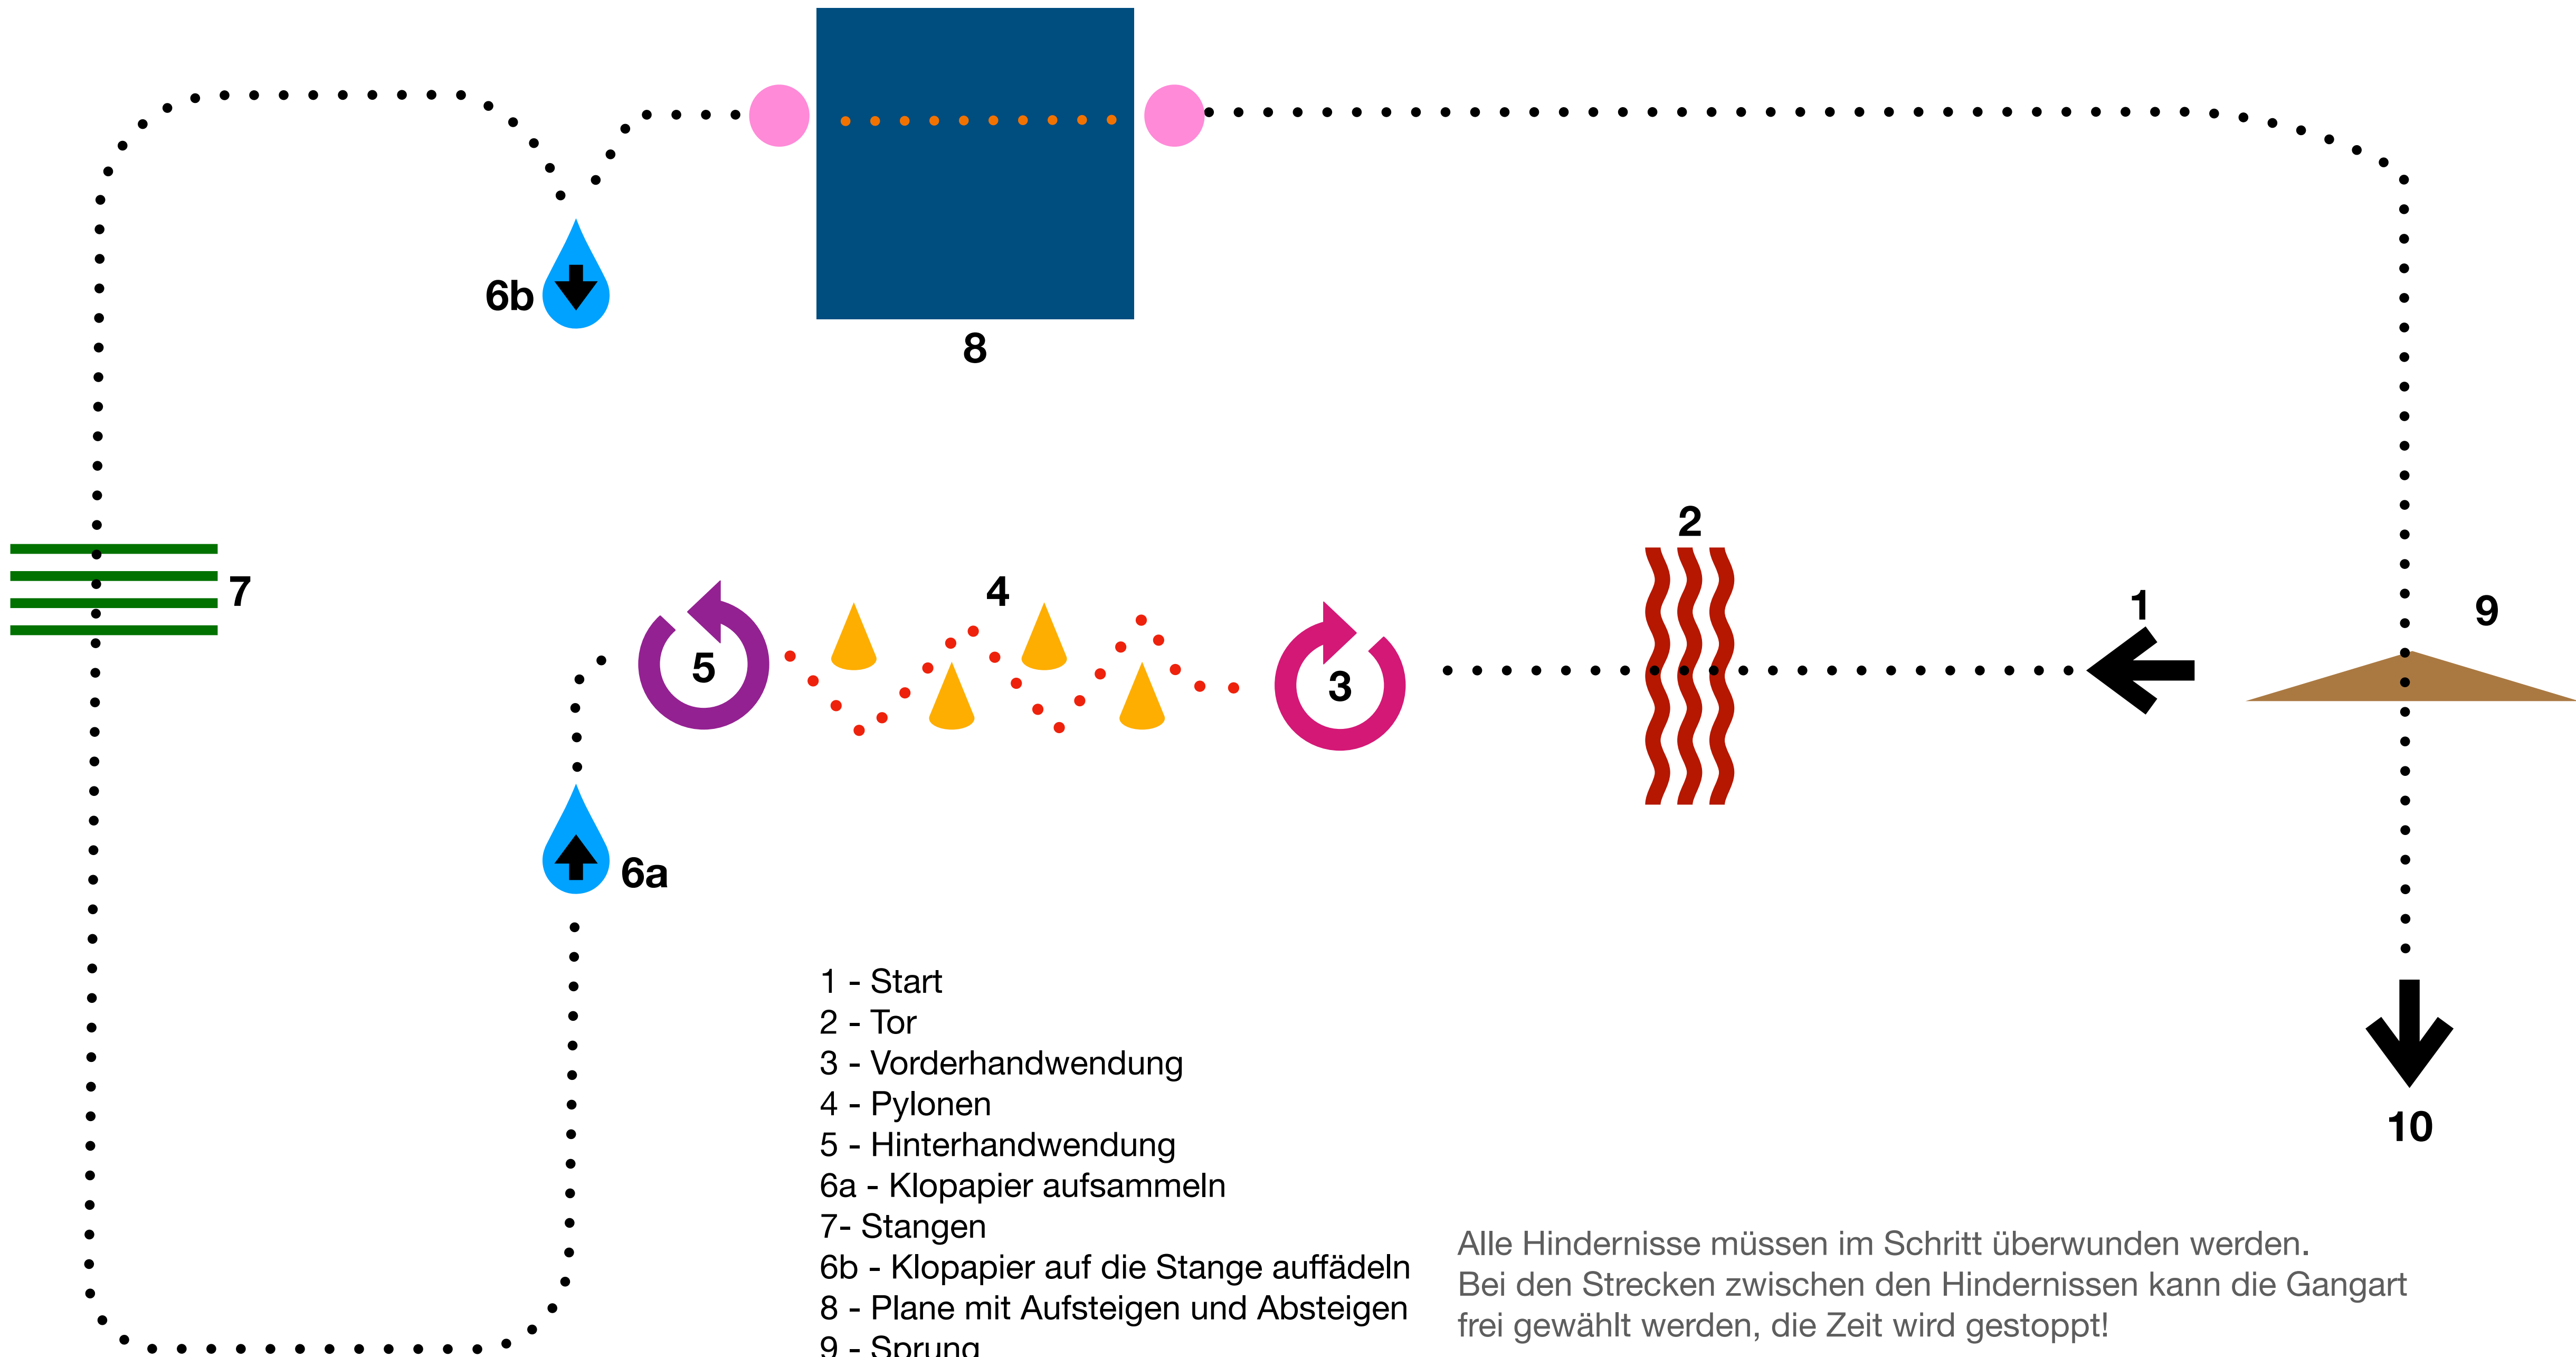 6b
8
2
7
4
1
9
5
3
6a
10
1 - Start
2 - Tor
3 - Vorderhandwendung
4 - Pylonen
5 - Hinterhandwendung
6a - Klopapier aufsammeln
7- Stangen
6b - Klopapier auf die Stange auffädeln
8 - Plane mit Aufsteigen und Absteigen
9 - Sprung
Alle Hindernisse müssen im Schritt überwunden werden.
Bei den Strecken zwischen den Hindernissen kann die Gangart
frei gewählt werden, die Zeit wird gestoppt!